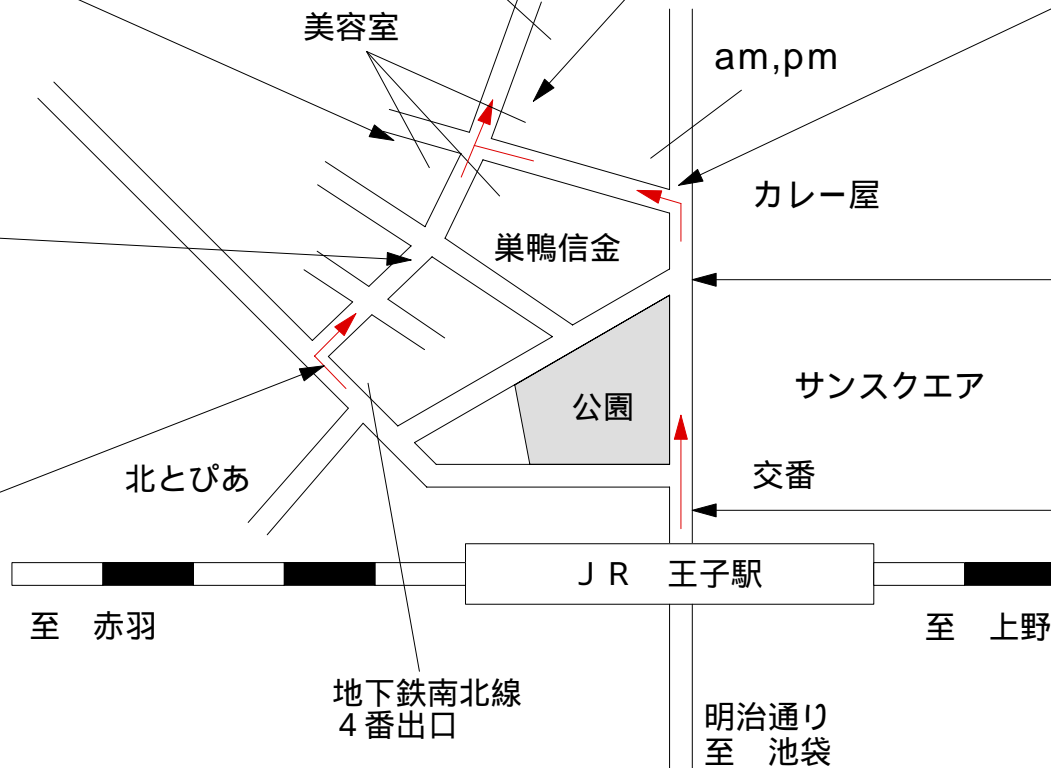 美容室
am,pm
カレー屋
巣鴨信金
サンスクエア
公園
交番
北とぴあ
ＪＲ　王子駅
至　赤羽
至　上野
地下鉄南北線
４番出口
明治通り
至　池袋